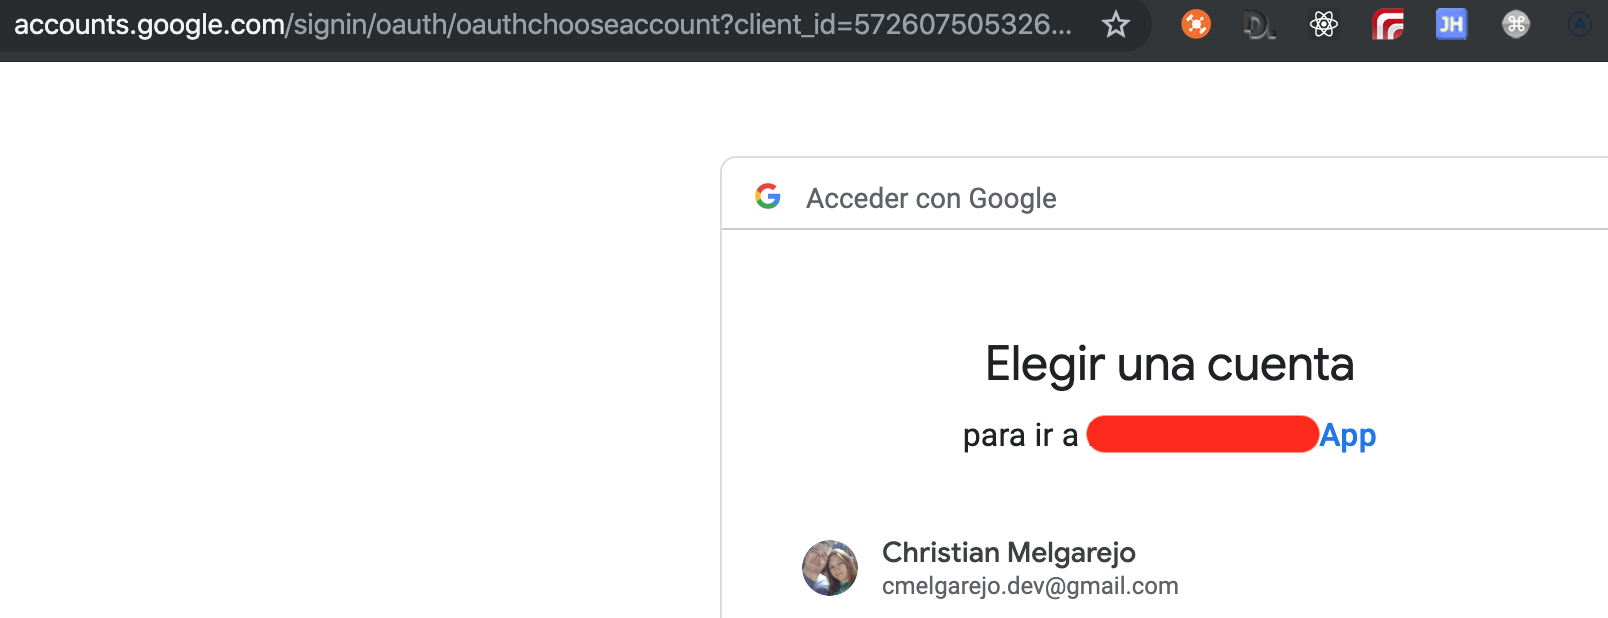 accounts.google.com/signin/oauth/oauthchooseaccount?client_id=572607505326...
D.
JH
A
G Acceder con Google
Elegir una cuenta
para ir a App
Christian Melgarejo
cmelgarejo.dev@gmail.com